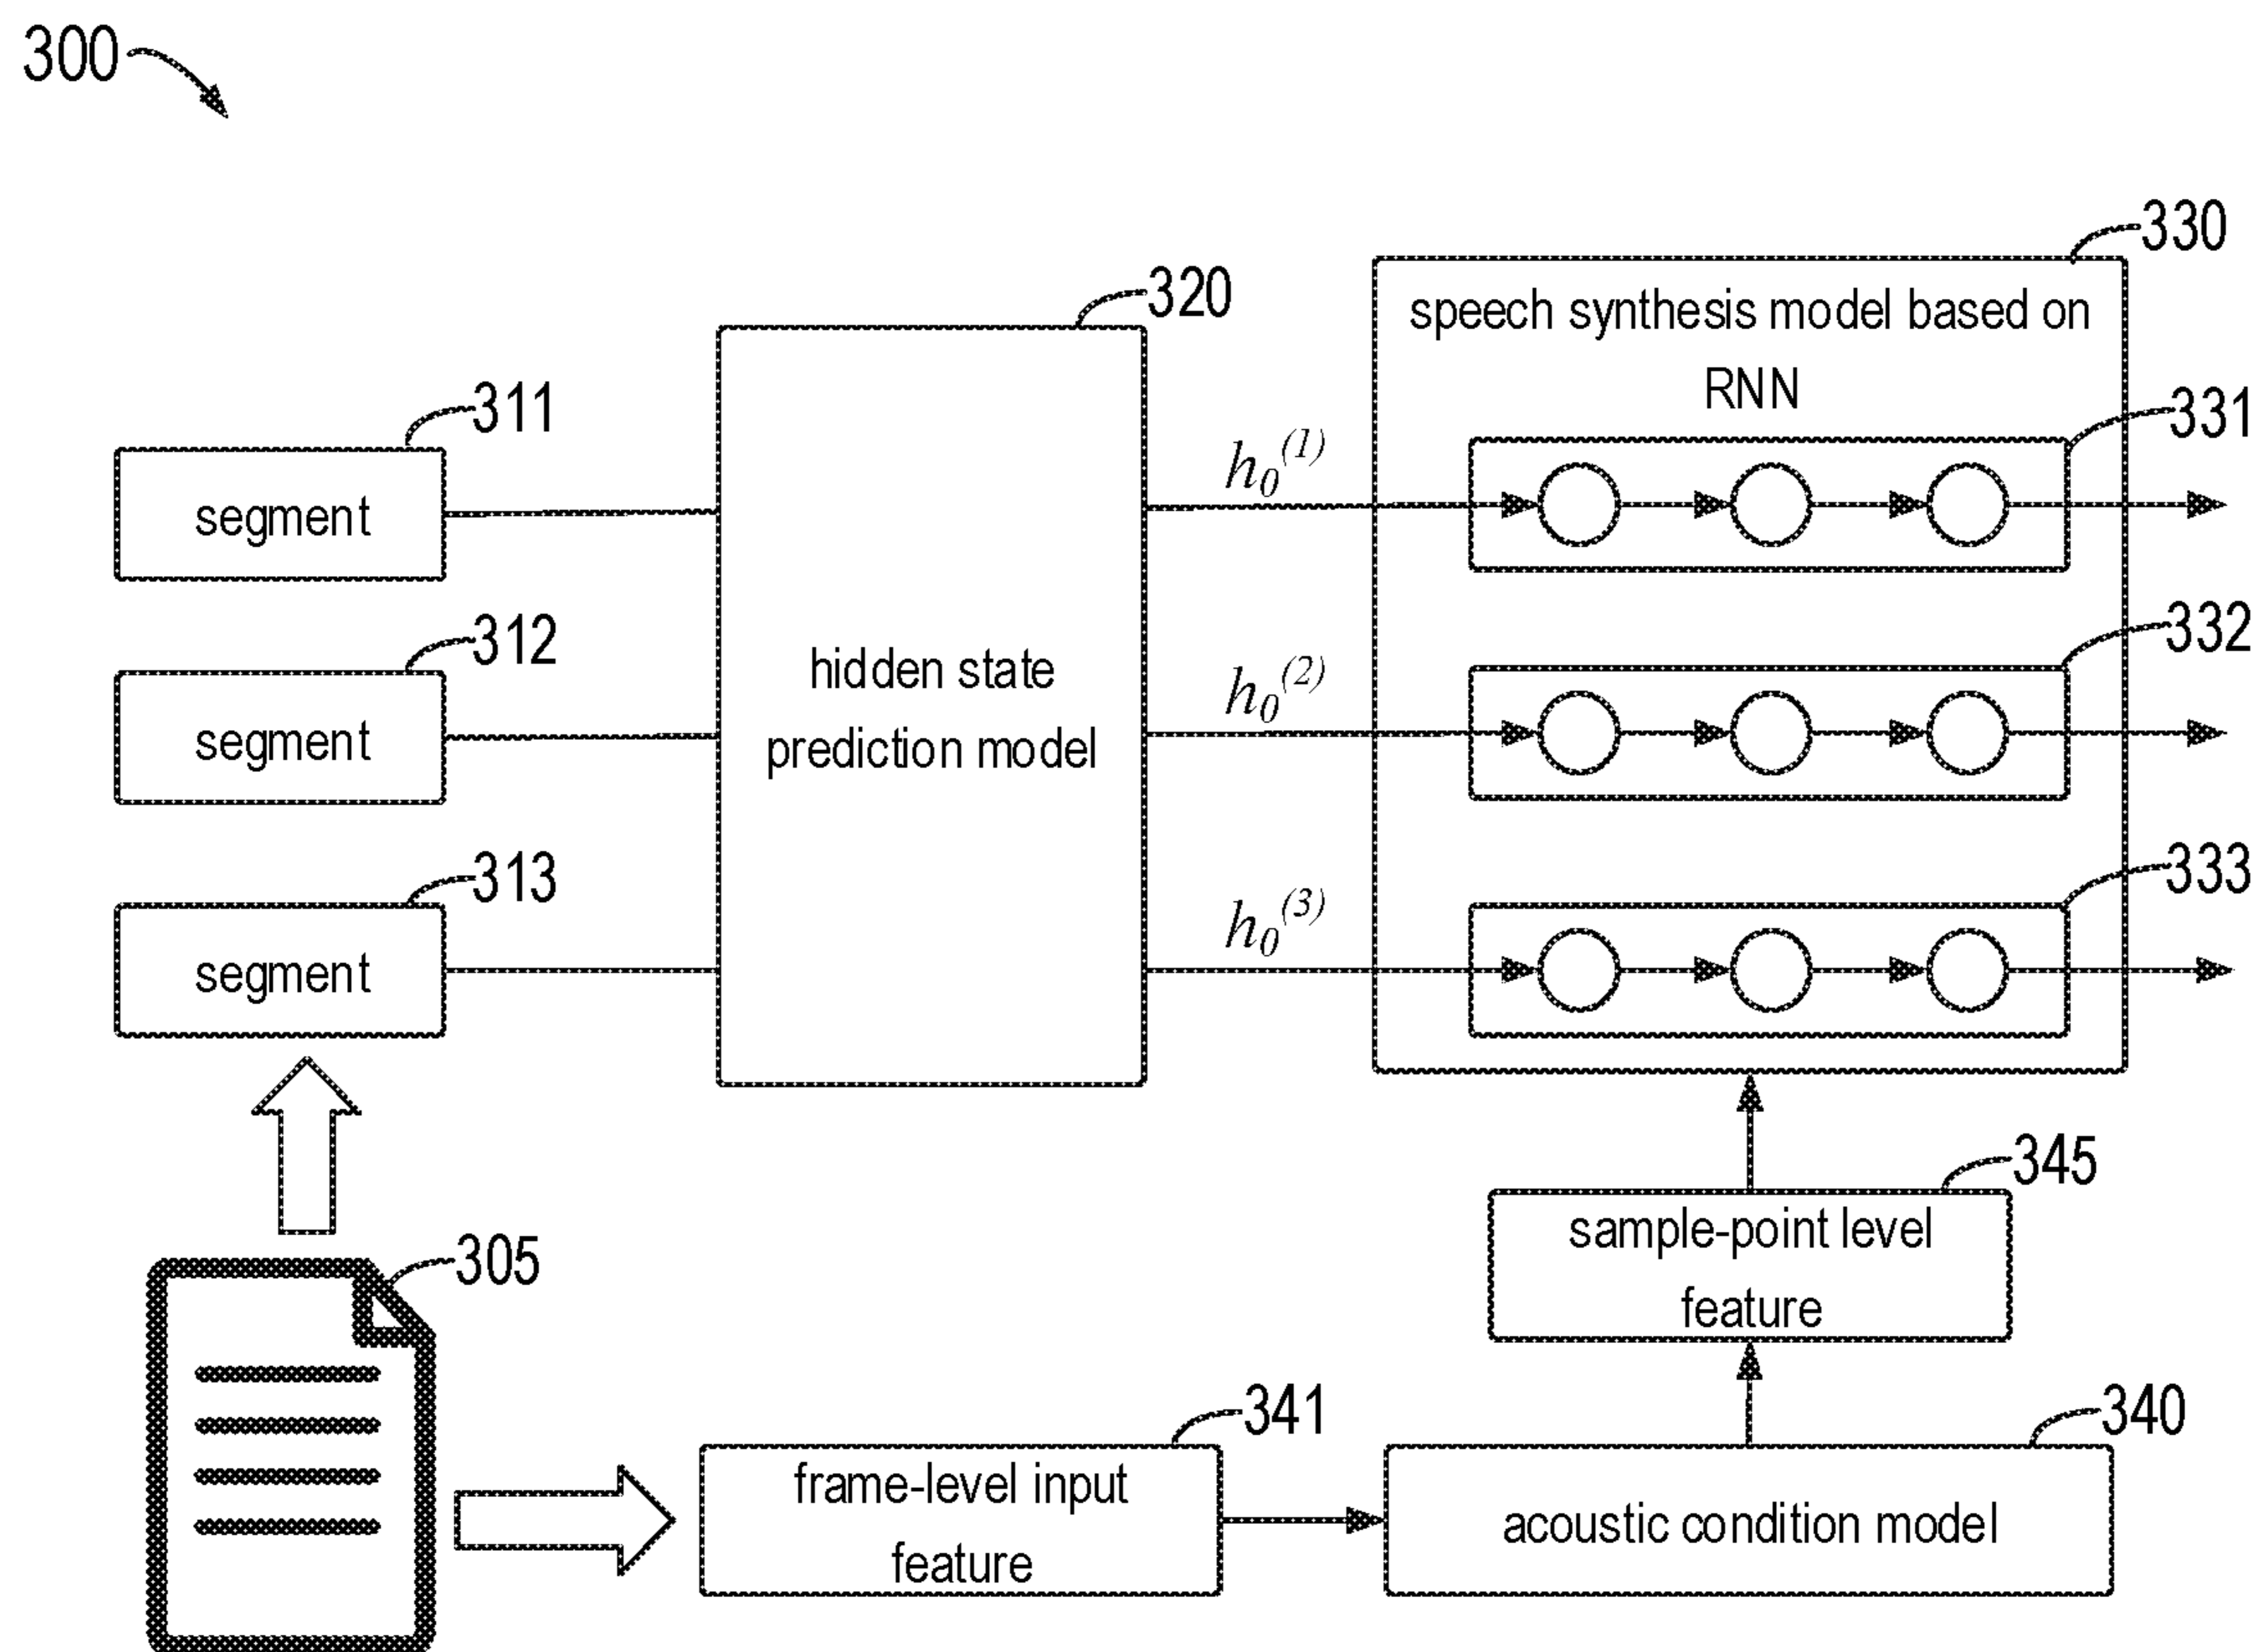 300
330
speech synthesis model based on
RNN
320
311
331
segment
h₀⁽¹⁾
312
332
segment
hidden state
prediction model
h₀⁽²⁾
313
333
segment
h₀⁽³⁾
345
sample-point level
feature
305
341
frame-level input
feature
340
acoustic condition model